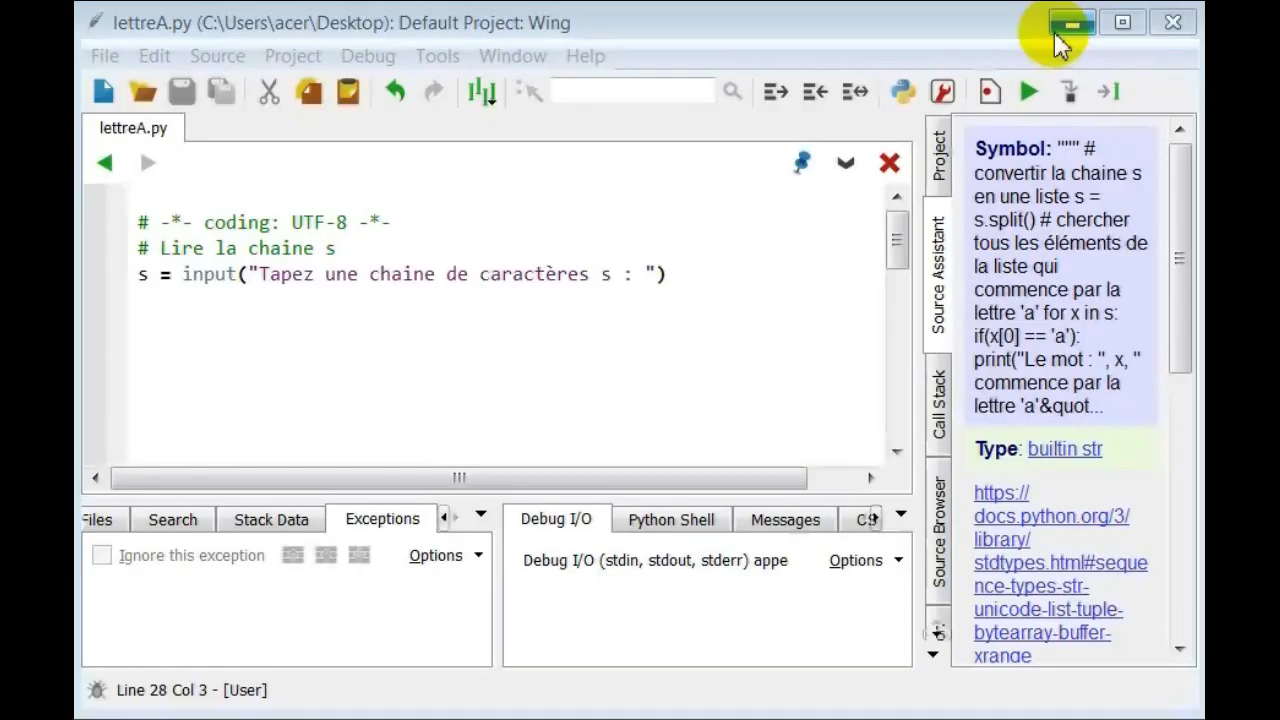 lettreA.py (C:\Users\acer\Desktop): Default Project: Wing
File Edit Source Project Debug Tools Window Help
lettreA.py
# -*- coding: UTF-8 -*-
# Lire la chaine s
s = input("Tapez une chaine de caractères s : ")
Project
Source Assistant
Call Stack
Source Browser
Symbol: """ #
convertir la chaine s
en une liste s =
s.split() # chercher
tous les éléments de
la liste qui
commence par la
lettre 'a' for x in s:
if(x[0] == 'a'):
print("Le mot : ", x, "
commence par la
lettre 'a'&quot...
Type: builtin str
https://
docs.python.org/3/
library/
stdtypes.html#seque
nce-types-str-
unicode-list-tuple-
bytearray-buffer-
xrange
Files Search Stack Data Exceptions
Ignore this exception Options
Debug I/O Python Shell Messages
Debug I/O (stdin, stdout, stderr) appe Options
Line 28 Col 3 - [User]